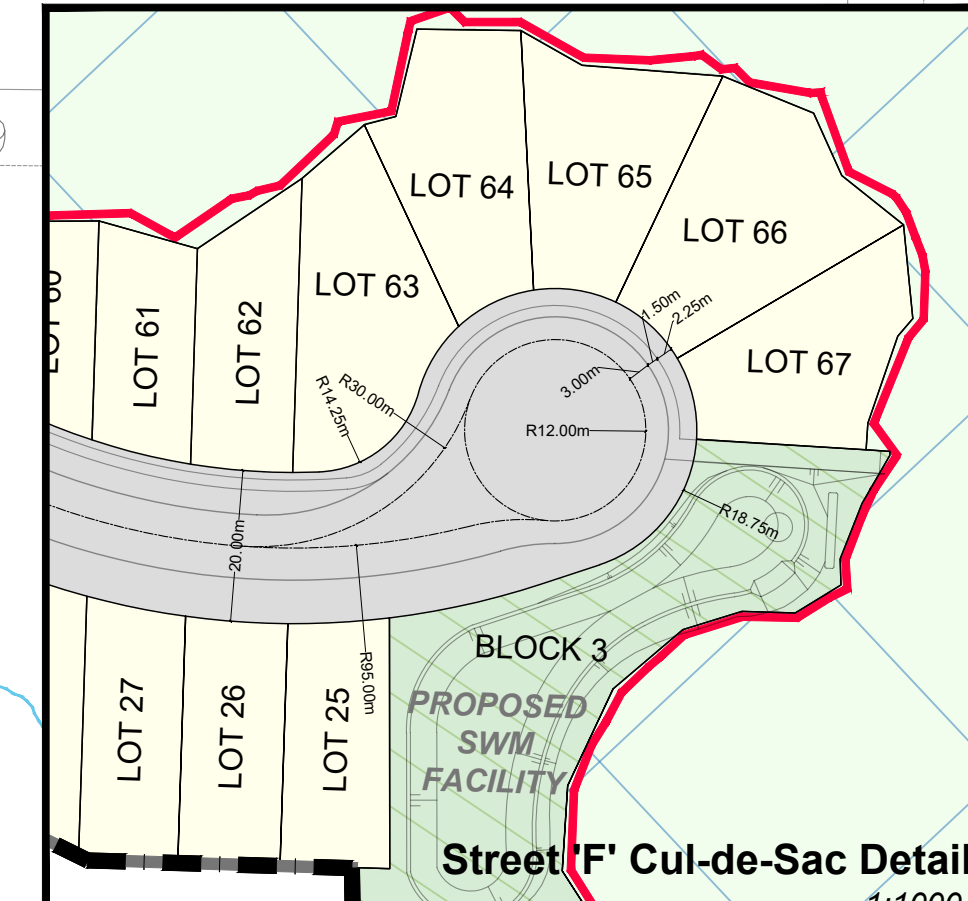 LOT 64
LOT 65
LOT 66
LOT 63
1.50m
2.25m
LOT 61
LOT 62
3.00m
LOT 67
R30.00m
R14.25m
R12.00m
R18.75m
20.00m
BLOCK 3
R95.00m
PROPOSED
SWM
FACILITY
LOT 27
LOT 26
LOT 25
Street 'F' Cul-de-Sac Detail